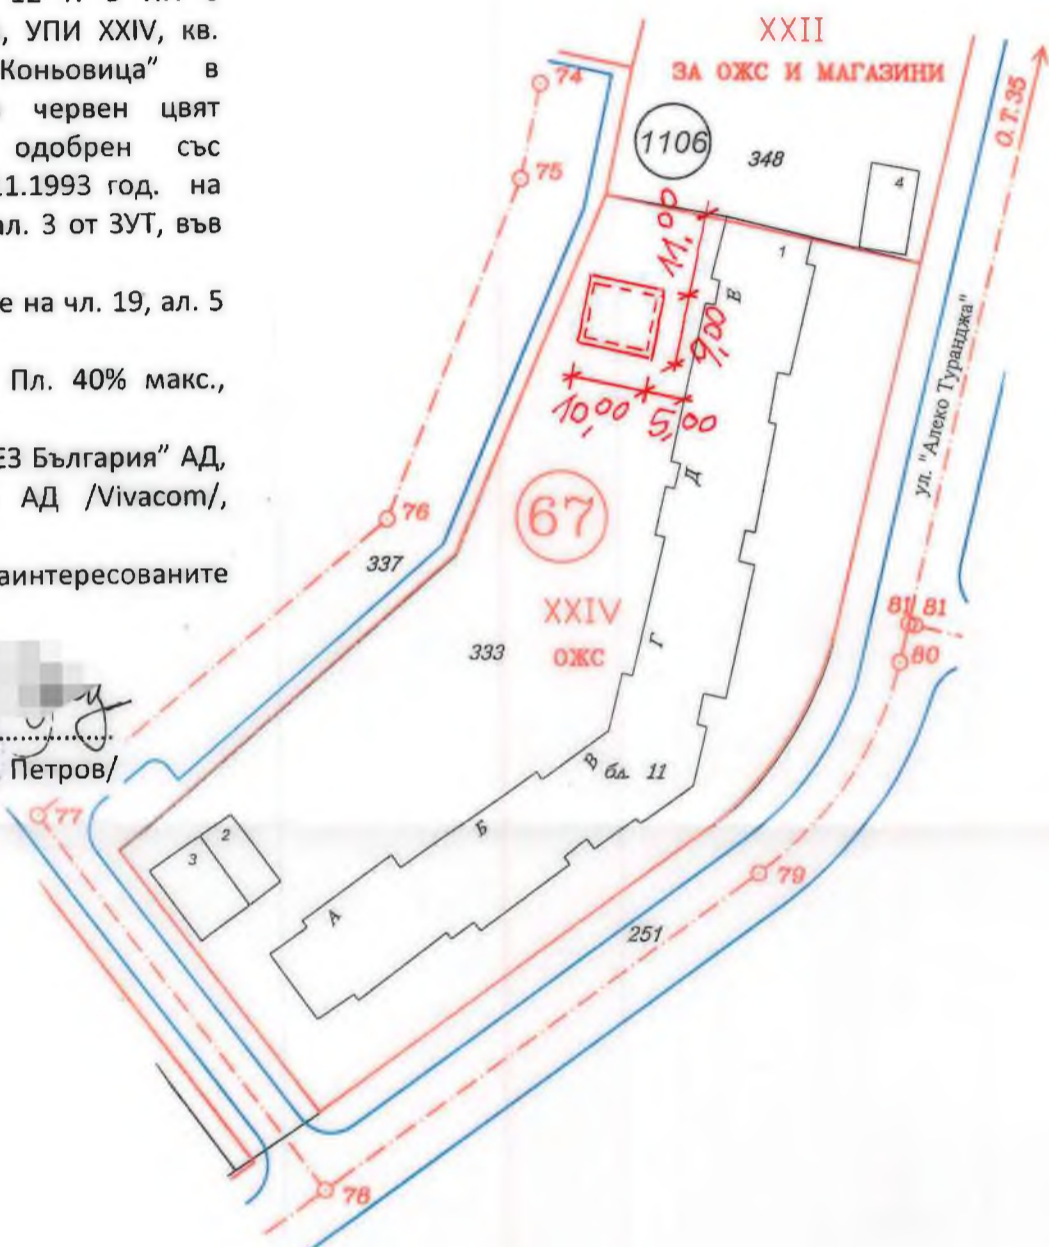 , УПИ XXIV, кв.
Коньовица" в
червен цвят
одобрен със
11.1993 год. на
ал. 3 от ЗУТ, във
е на чл. 19, ал. 5
Пл. 40% макс.,
ЕЗ България" АД,
АД /Vivacom/,
аинтересованите
Петров/
XXII
ЗА ОЖС И МАГАЗИНИ
О.Т.35
74
1106
348
75
4
1
11,00
Е
9,00
10,00
5,00
ул. "Алеко Туранджа"
Д
67
76
337
XXIV
ОЖС
81
81
80
333
Г
В
бл. 11
77
Б
2
3
79
А
251
78